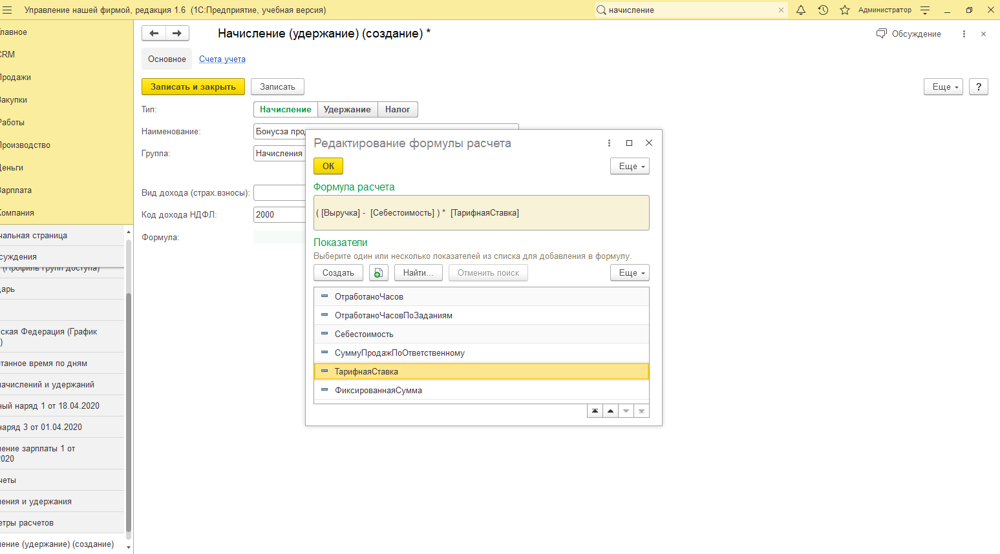 Управление нашей фирмой, редакция 1.6 (1С:Предприятие, учебная версия)
начисление
Администратор
лавное
CRM
Продажи
Закупки
Работы
Производство
Деньги
Зарплата
Компания
чальная страница
суждения
(Профиль групп доступа)
дарь
ская Федерация (График
)
танное время по дням
начислений и удержаний
ный наряд 1 от 18.04.2020
наряд 3 от 01.04.2020
ление зарплаты 1 от
2020
четы
ления и удержания
етры расчетов
ление (удержание) (создание)
Начисление (удержание) (создание) *
Обсуждение
Основное
Счета учета
Записать и закрыть
Записать
Еще
?
Тип:
Начисление
Удержание
Налог
Наименование:
Бонусза прод
Группа:
Начисления
Вид дохода (страх.взносы):
Код дохода НДФЛ:
2000
Формула:
Редактирование формулы расчета
ОК
Еще
Формула расчета
( [Выручка] - [Себестоимость] ) * [ТарифнаяСтавка]
Показатели
Выберите один или несколько показателей из списка для добавления в формулу.
Создать
Найти...
Отменить поиск
Еще
ОтработаноЧасов
ОтработаноЧасовПоЗаданиям
Себестоимость
СуммуПродажПоОтветственному
ТарифнаяСтавка
ФиксированнаяСумма